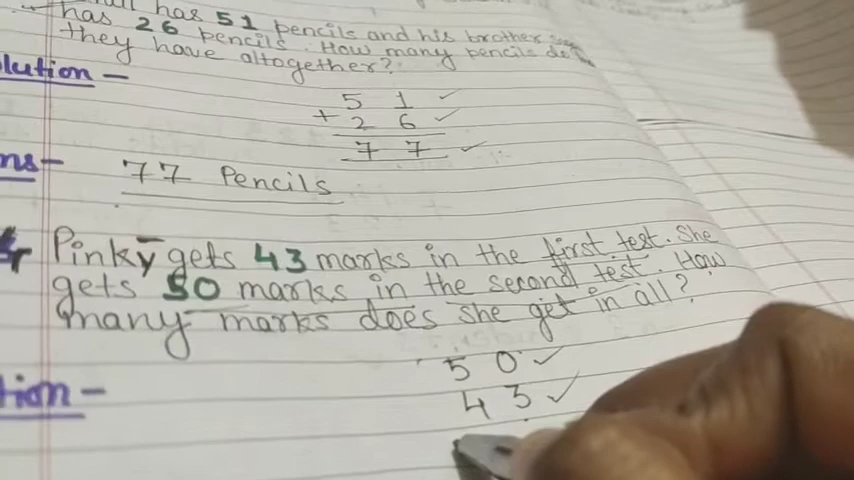 has 51 pencils and his brother
has 26 pencils. How many pencils do
they have altogether?
lution -
5 1
+ 2 6
7 7
ns- 77 Pencils
Pinky gets 43 marks in the first test. She
gets 50 marks in the second test. How
many marks does she get in all?
tion -
5 0
4 3